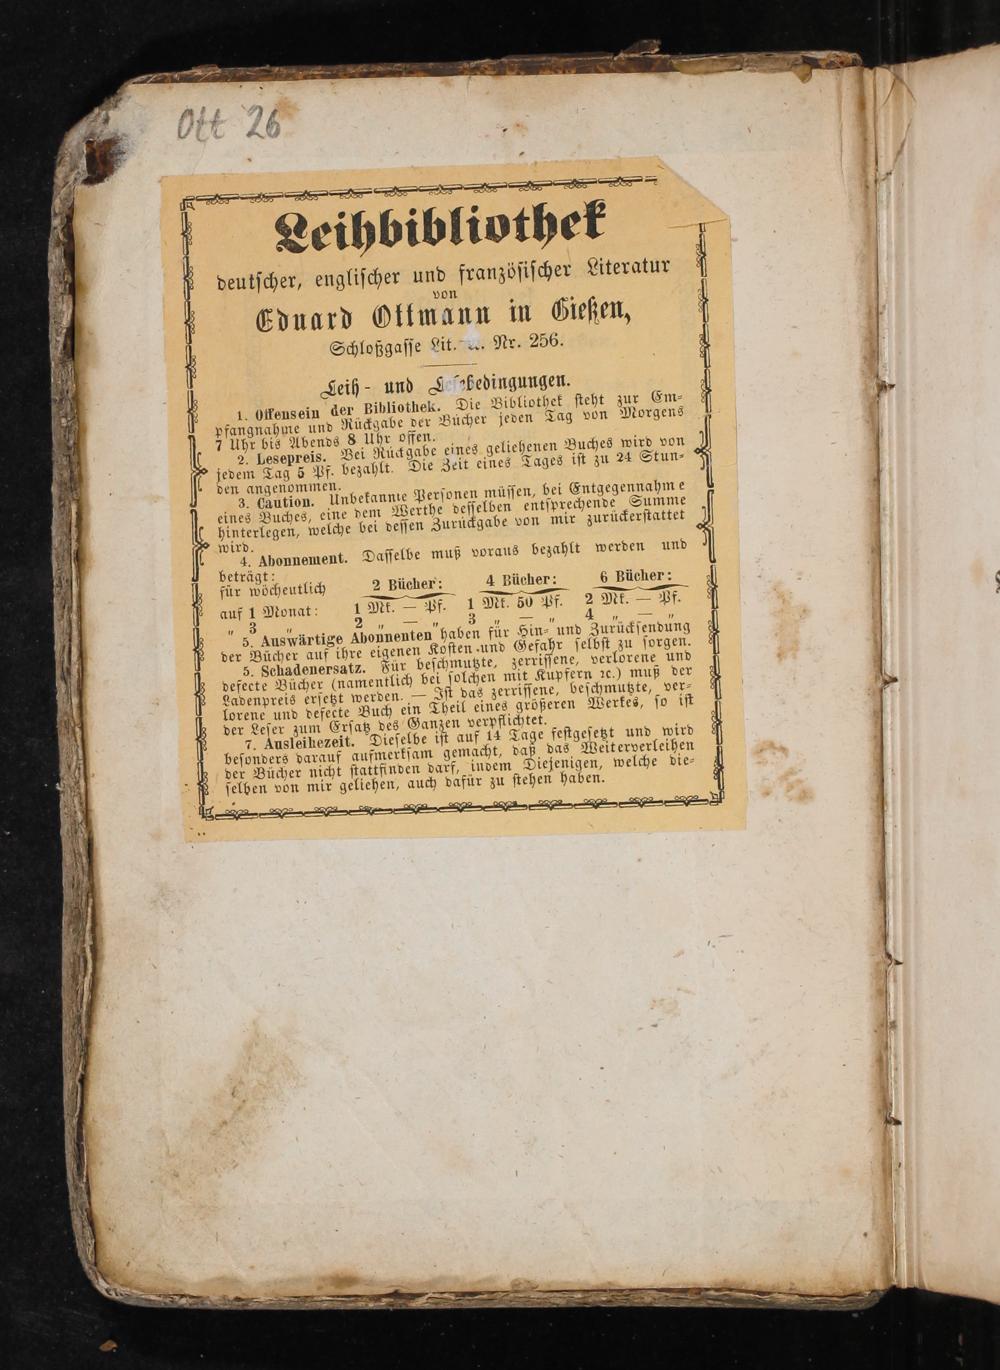 Ott 26
Leihbibliothek
deutscher, englischer und französischer Literatur
von
Eduard Ottmann in Gießen,
Schloßgasse Lit. Nr. 256.
Leih- und Lesebedingungen.
1. Offensein der Bibliothek. Die Bibliothek steht zur Em-
pfangnahme und Rückgabe der Bücher jeden Tag von Morgens
7 Uhr bis Abends 8 Uhr offen.
2. Lesepreis. Bei Rückgabe eines geliehenen Buches wird von
jedem Tag 5 Pf. bezahlt. Die Zeit eines Tages ist zu 24 Stun-
den angenommen.
3. Caution. Unbekannte Personen müssen, bei Entgegennahme
eines Buches, eine dem Werthe desselben entsprechende Summe
hinterlegen, welche bei dessen Zurückgabe von mir zurückerstattet
wird.
4. Abonnement. Dasselbe muß voraus bezahlt werden und
beträgt:
für wöcheutlich 2 Bücher: 4 Bücher: 6 Bücher:
auf 1 Monat: 1 Mk. — Pf. 1 Mk. 50 Pf. 2 Mk. — Pf.
" 3 " 2 " — " 3 " — " 4 " — "
5. Auswärtige Abonnenten haben für Hin- und Zurücksendung
der Bücher auf ihre eigenen Kosten und Gefahr selbst zu sorgen.
5. Schadenersatz. Für beschmutzte, zerrissene, verlorene und
defecte Bücher (namentlich bei solchen mit Kupfern ꝛc.) muß der
Ladenpreis ersetzt werden. — Ist das zerrissene, beschmutzte, ver-
lorene und defecte Buch ein Theil eines größeren Werkes, so ist
der Leser zum Ersatz des Ganzen verpflichtet.
7. Ausleihezeit. Dieselbe ist auf 14 Tage festgesetzt und wird
besonders darauf aufmerksam gemacht, daß das Weiterverleihen
der Bücher nicht stattfinden darf, indem Diejenigen, welche die-
selben von mir geliehen, auch dafür zu stehen haben.